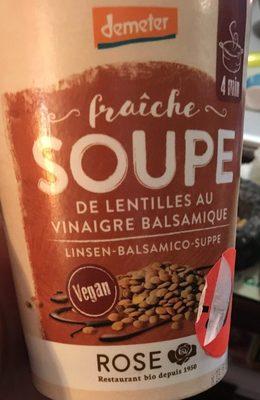 demeter
4 min
fraîche
SOUPE
DE LENTILLES AU
VINAIGRE BALSAMIQUE
LINSEN-BALSAMICO-SUPPE
Vegan
ROSE
Restaurant bio depuis 1950